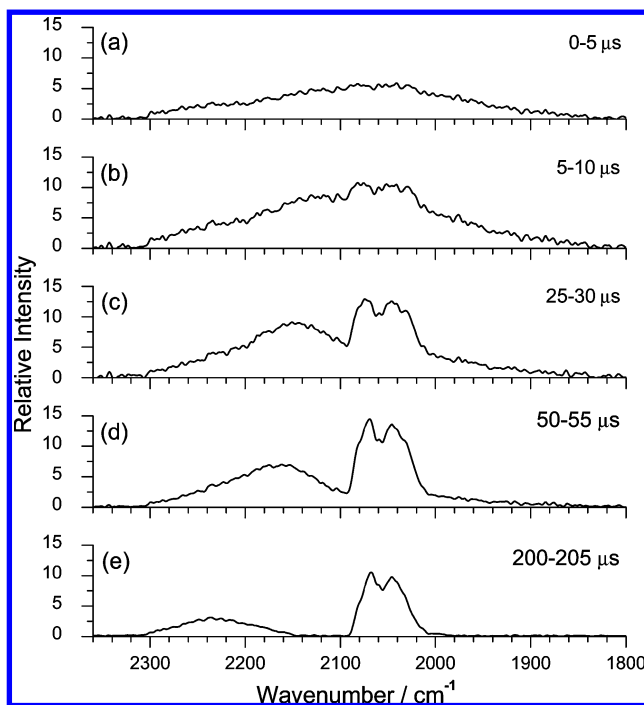 (a)
0-5 μs
15
10
5
0
(b)
5-10 μs
15
10
5
0
(c)
25-30 μs
15
10
5
0
(d)
50-55 μs
15
10
5
0
(e)
200-205 μs
15
10
5
0
Relative Intensity
2300 2200 2100 2000 1900 1800
Wavenumber / cm⁻¹